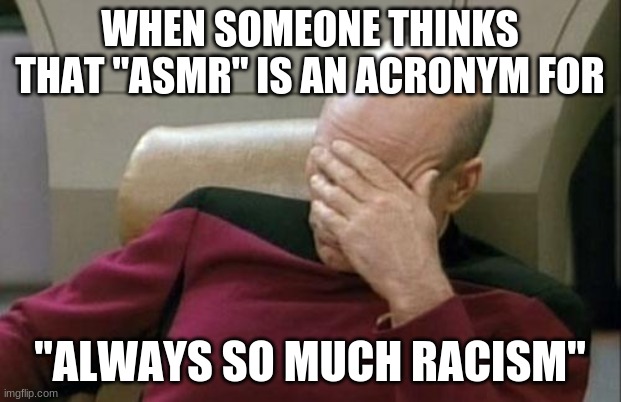 WHEN SOMEONE THINKS
THAT "ASMR" IS AN ACRONYM FOR
"ALWAYS SO MUCH RACISM"
imgflip.com